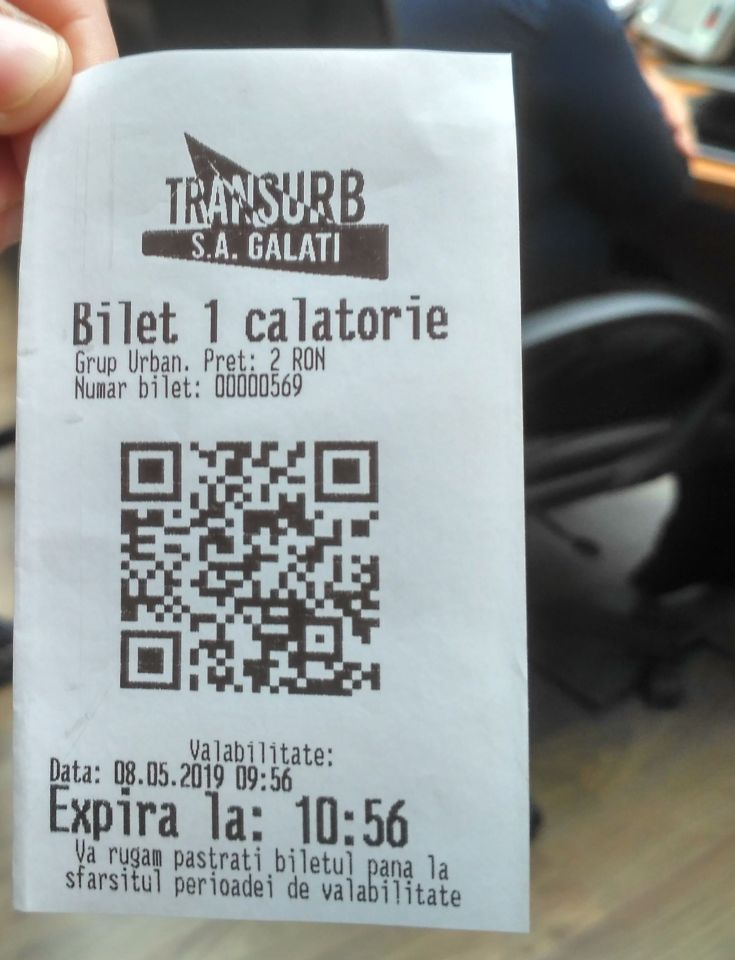 TRANSURB
S.A. GALATI
Bilet 1 calatorie
Grup Urban. Pret: 2 RON
Numar bilet: 00000569
Valabilitate:
Data: 08.05.2019 09:56
Expira la: 10:56
Va rugam pastrati biletul pana la
sfarsitul perioadei de valabilitate